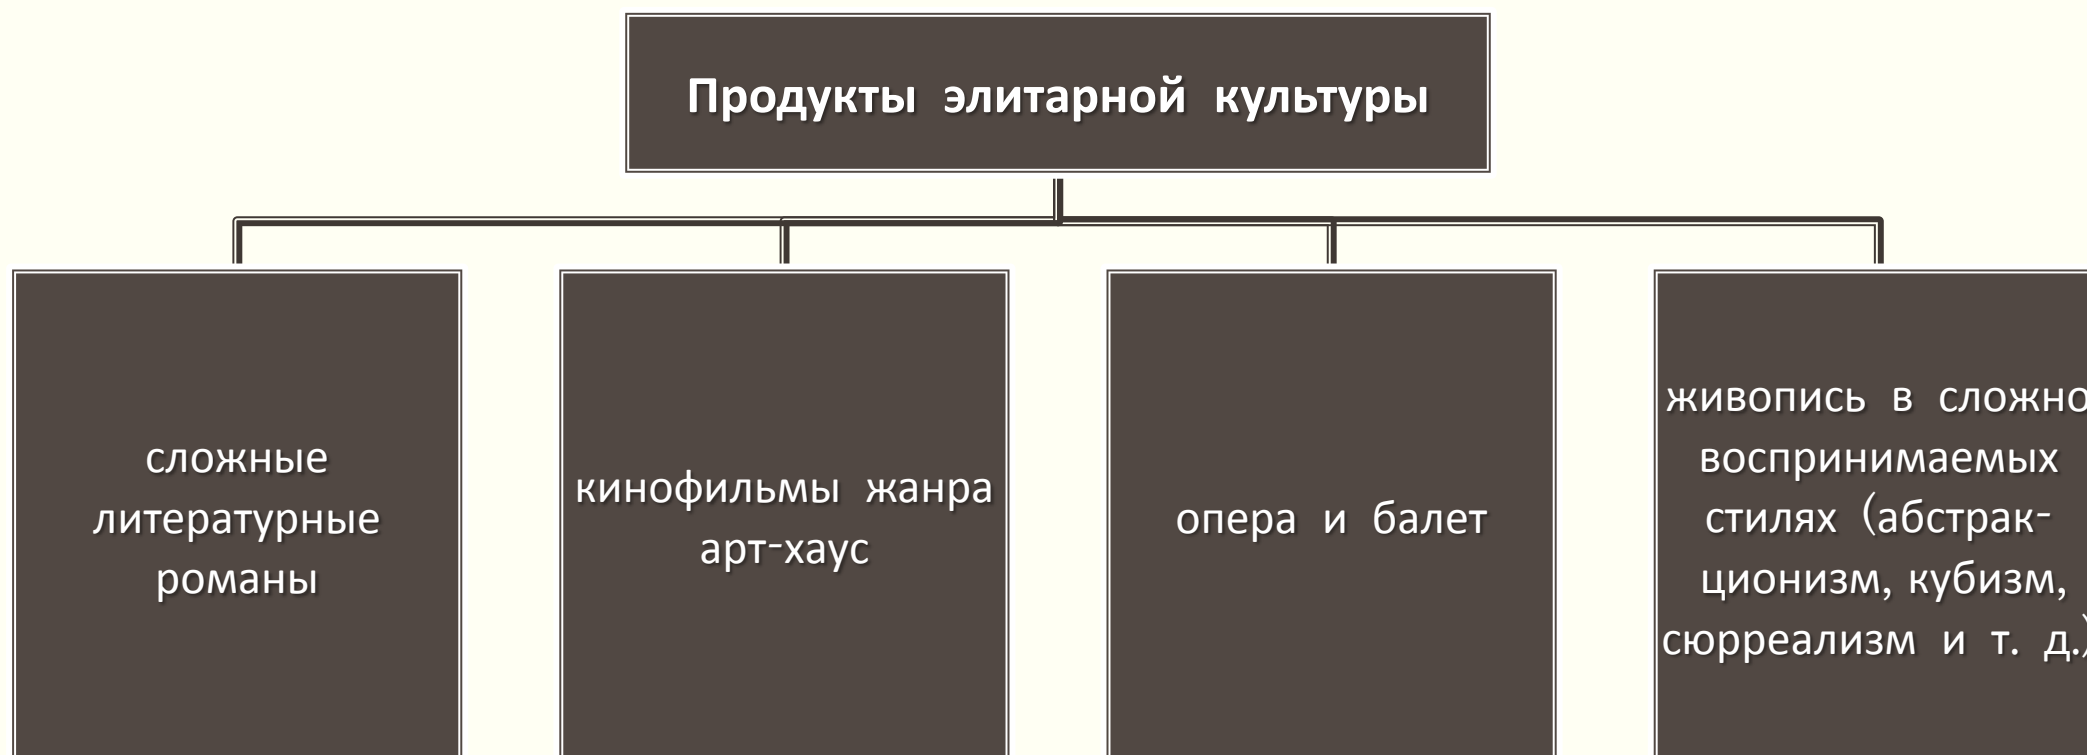 Продукты элитарной культуры
сложные
литературные
романы
кинофильмы жанра
арт-хаус
опера и балет
живопись в сложно
воспринимаемых
стилях (абстрак-
ционизм, кубизм,
сюрреализм и т. д.)